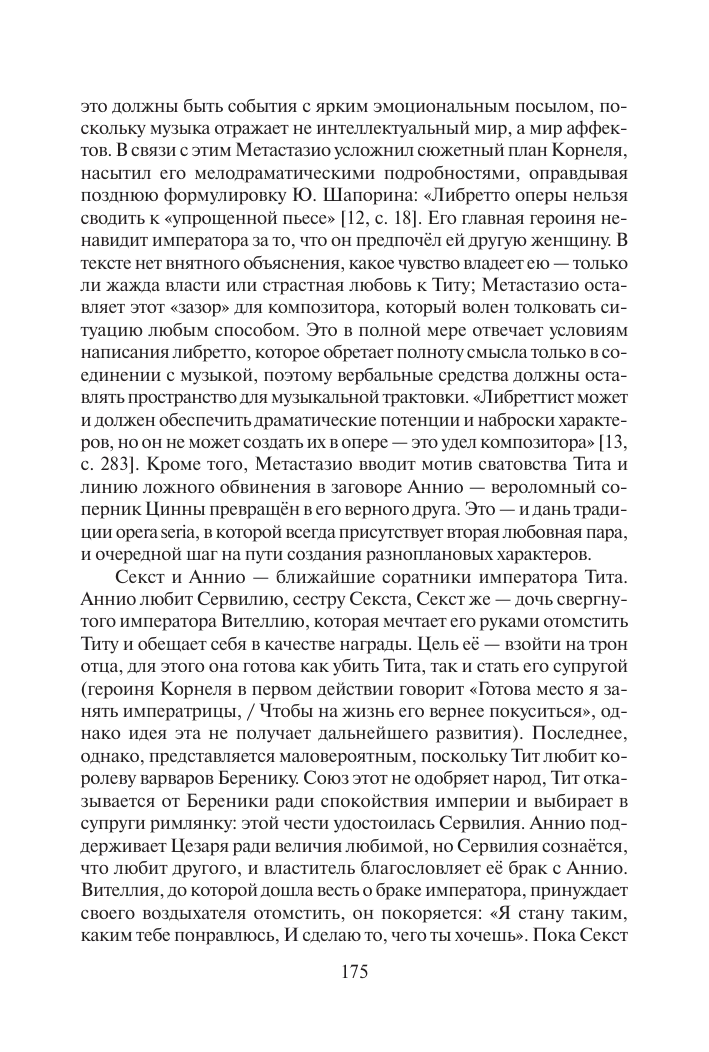 это должны быть события с ярким эмоциональным посылом, по-
скольку музыка отражает не интеллектуальный мир, а мир аффек-
тов. В связи с этим Метастазио усложнил сюжетный план Корнеля,
насытил его мелодраматическими подробностями, оправдывая
позднюю формулировку Ю. Шапорина: «Либретто оперы нельзя
сводить к «упрощенной пьесе» [12, с. 18]. Его главная героиня не-
навидит императора за то, что он предпочёл ей другую женщину. В
тексте нет внятного объяснения, какое чувство владеет ею — только
ли жажда власти или страстная любовь к Титу; Метастазио оста-
вляет этот «зазор» для композитора, который волен толковать си-
туацию любым способом. Это в полной мере отвечает условиям
написания либретто, которое обретает полноту смысла только в со-
единении с музыкой, поэтому вербальные средства должны оста-
влять пространство для музыкальной трактовки. «Либреттист может
и должен обеспечить драматические потенции и наброски характе-
ров, но он не может создать их в опере — это удел композитора» [13,
с. 283]. Кроме того, Метастазио вводит мотив сватовства Тита и
линию ложного обвинения в заговоре Аннио — вероломный со-
перник Цинны превращён в его верного друга. Это — и дань тради-
ции opera seria, в которой всегда присутствует вторая любовная пара,
и очередной шаг на пути создания разноплановых характеров.
Секст и Аннио — ближайшие соратники императора Тита.
Аннио любит Сервилию, сестру Секста, Секст же — дочь свергну-
того императора Вителлию, которая мечтает его руками отомстить
Титу и обещает себя в качестве награды. Цель её — взойти на трон
отца, для этого она готова как убить Тита, так и стать его супругой
(героиня Корнеля в первом действии говорит «Готова место я за-
нять императрицы, / Чтобы на жизнь его вернее покуситься», од-
нако идея эта не получает дальнейшего развития). Последнее,
однако, представляется маловероятным, поскольку Тит любит ко-
ролеву варваров Беренику. Союз этот не одобряет народ, Тит отка-
зывается от Береники ради спокойствия империи и выбирает в
супруги римлянку: этой чести удостоилась Сервилия. Аннио под-
держивает Цезаря ради величия любимой, но Сервилия сознаётся,
что любит другого, и властитель благословляет её брак с Аннио.
Вителлия, до которой дошла весть о браке императора, принуждает
своего воздыхателя отомстить, он покоряется: «Я стану таким,
каким тебе понравлюсь, И сделаю то, чего ты хочешь». Пока Секст
175